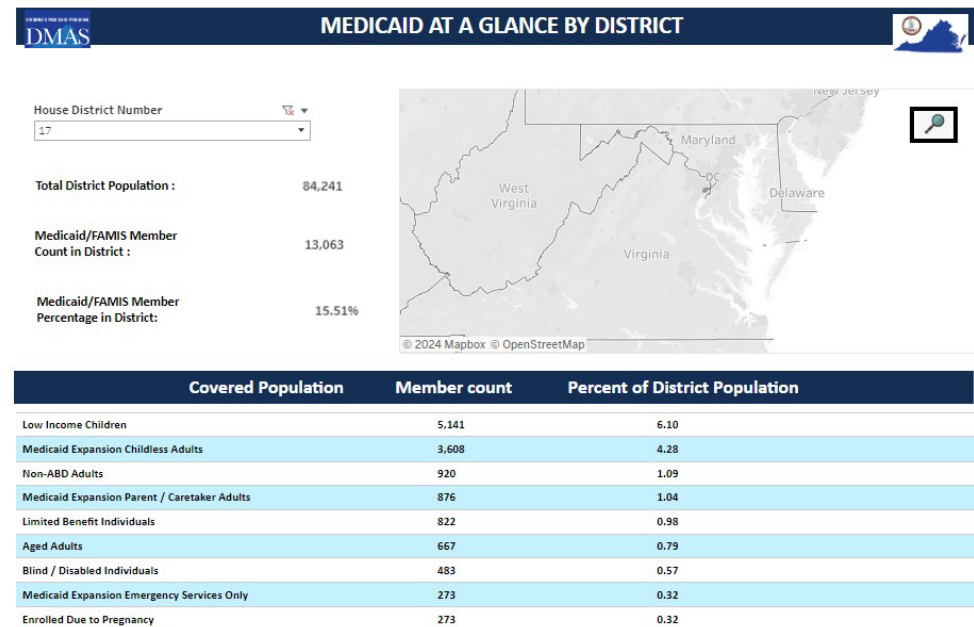 VIRGINIA'S MEDICAID PROGRAM
DMAS
MEDICAID AT A GLANCE BY DISTRICT
House District Number
17
Total District Population :
84,241
Medicaid/FAMIS Member
Count in District :
13,063
Medicaid/FAMIS Member
Percentage in District:
15.51%
New Jersey
Maryland
DC
West
Virginia
Delaware
Virginia
© 2024 Mapbox © OpenStreetMap
Covered Population Member count Percent of District Population
Low Income Children 5,141 6.10
Medicaid Expansion Childless Adults 3,608 4.28
Non-ABD Adults 920 1.09
Medicaid Expansion Parent / Caretaker Adults 876 1.04
Limited Benefit Individuals 822 0.98
Aged Adults 667 0.79
Blind / Disabled Individuals 483 0.57
Medicaid Expansion Emergency Services Only 273 0.32
Enrolled Due to Pregnancy 273 0.32